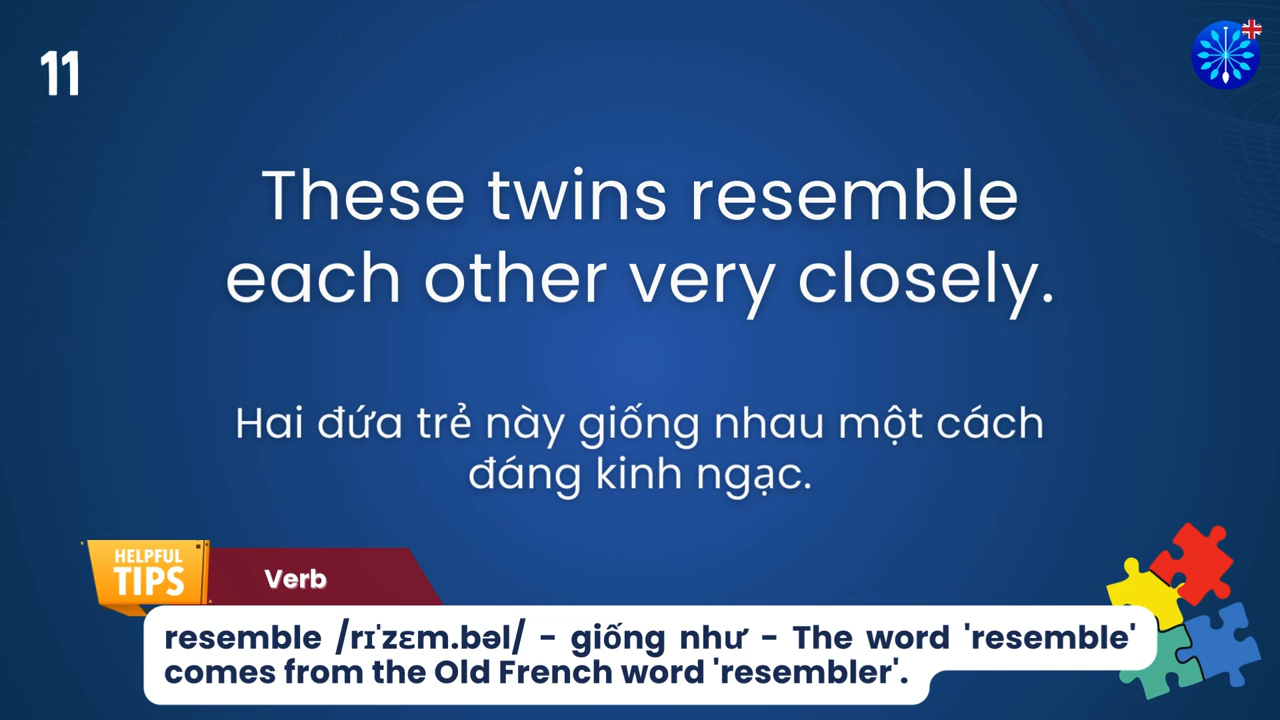 11
These twins resemble
each other very closely.
Hai đứa trẻ này giống nhau một cách
đáng kinh ngạc.
HELPFUL
TIPS
Verb
resemble /rɪˈzɛm.bəl/ - giống như - The word 'resemble'
comes from the Old French word 'resembler'.